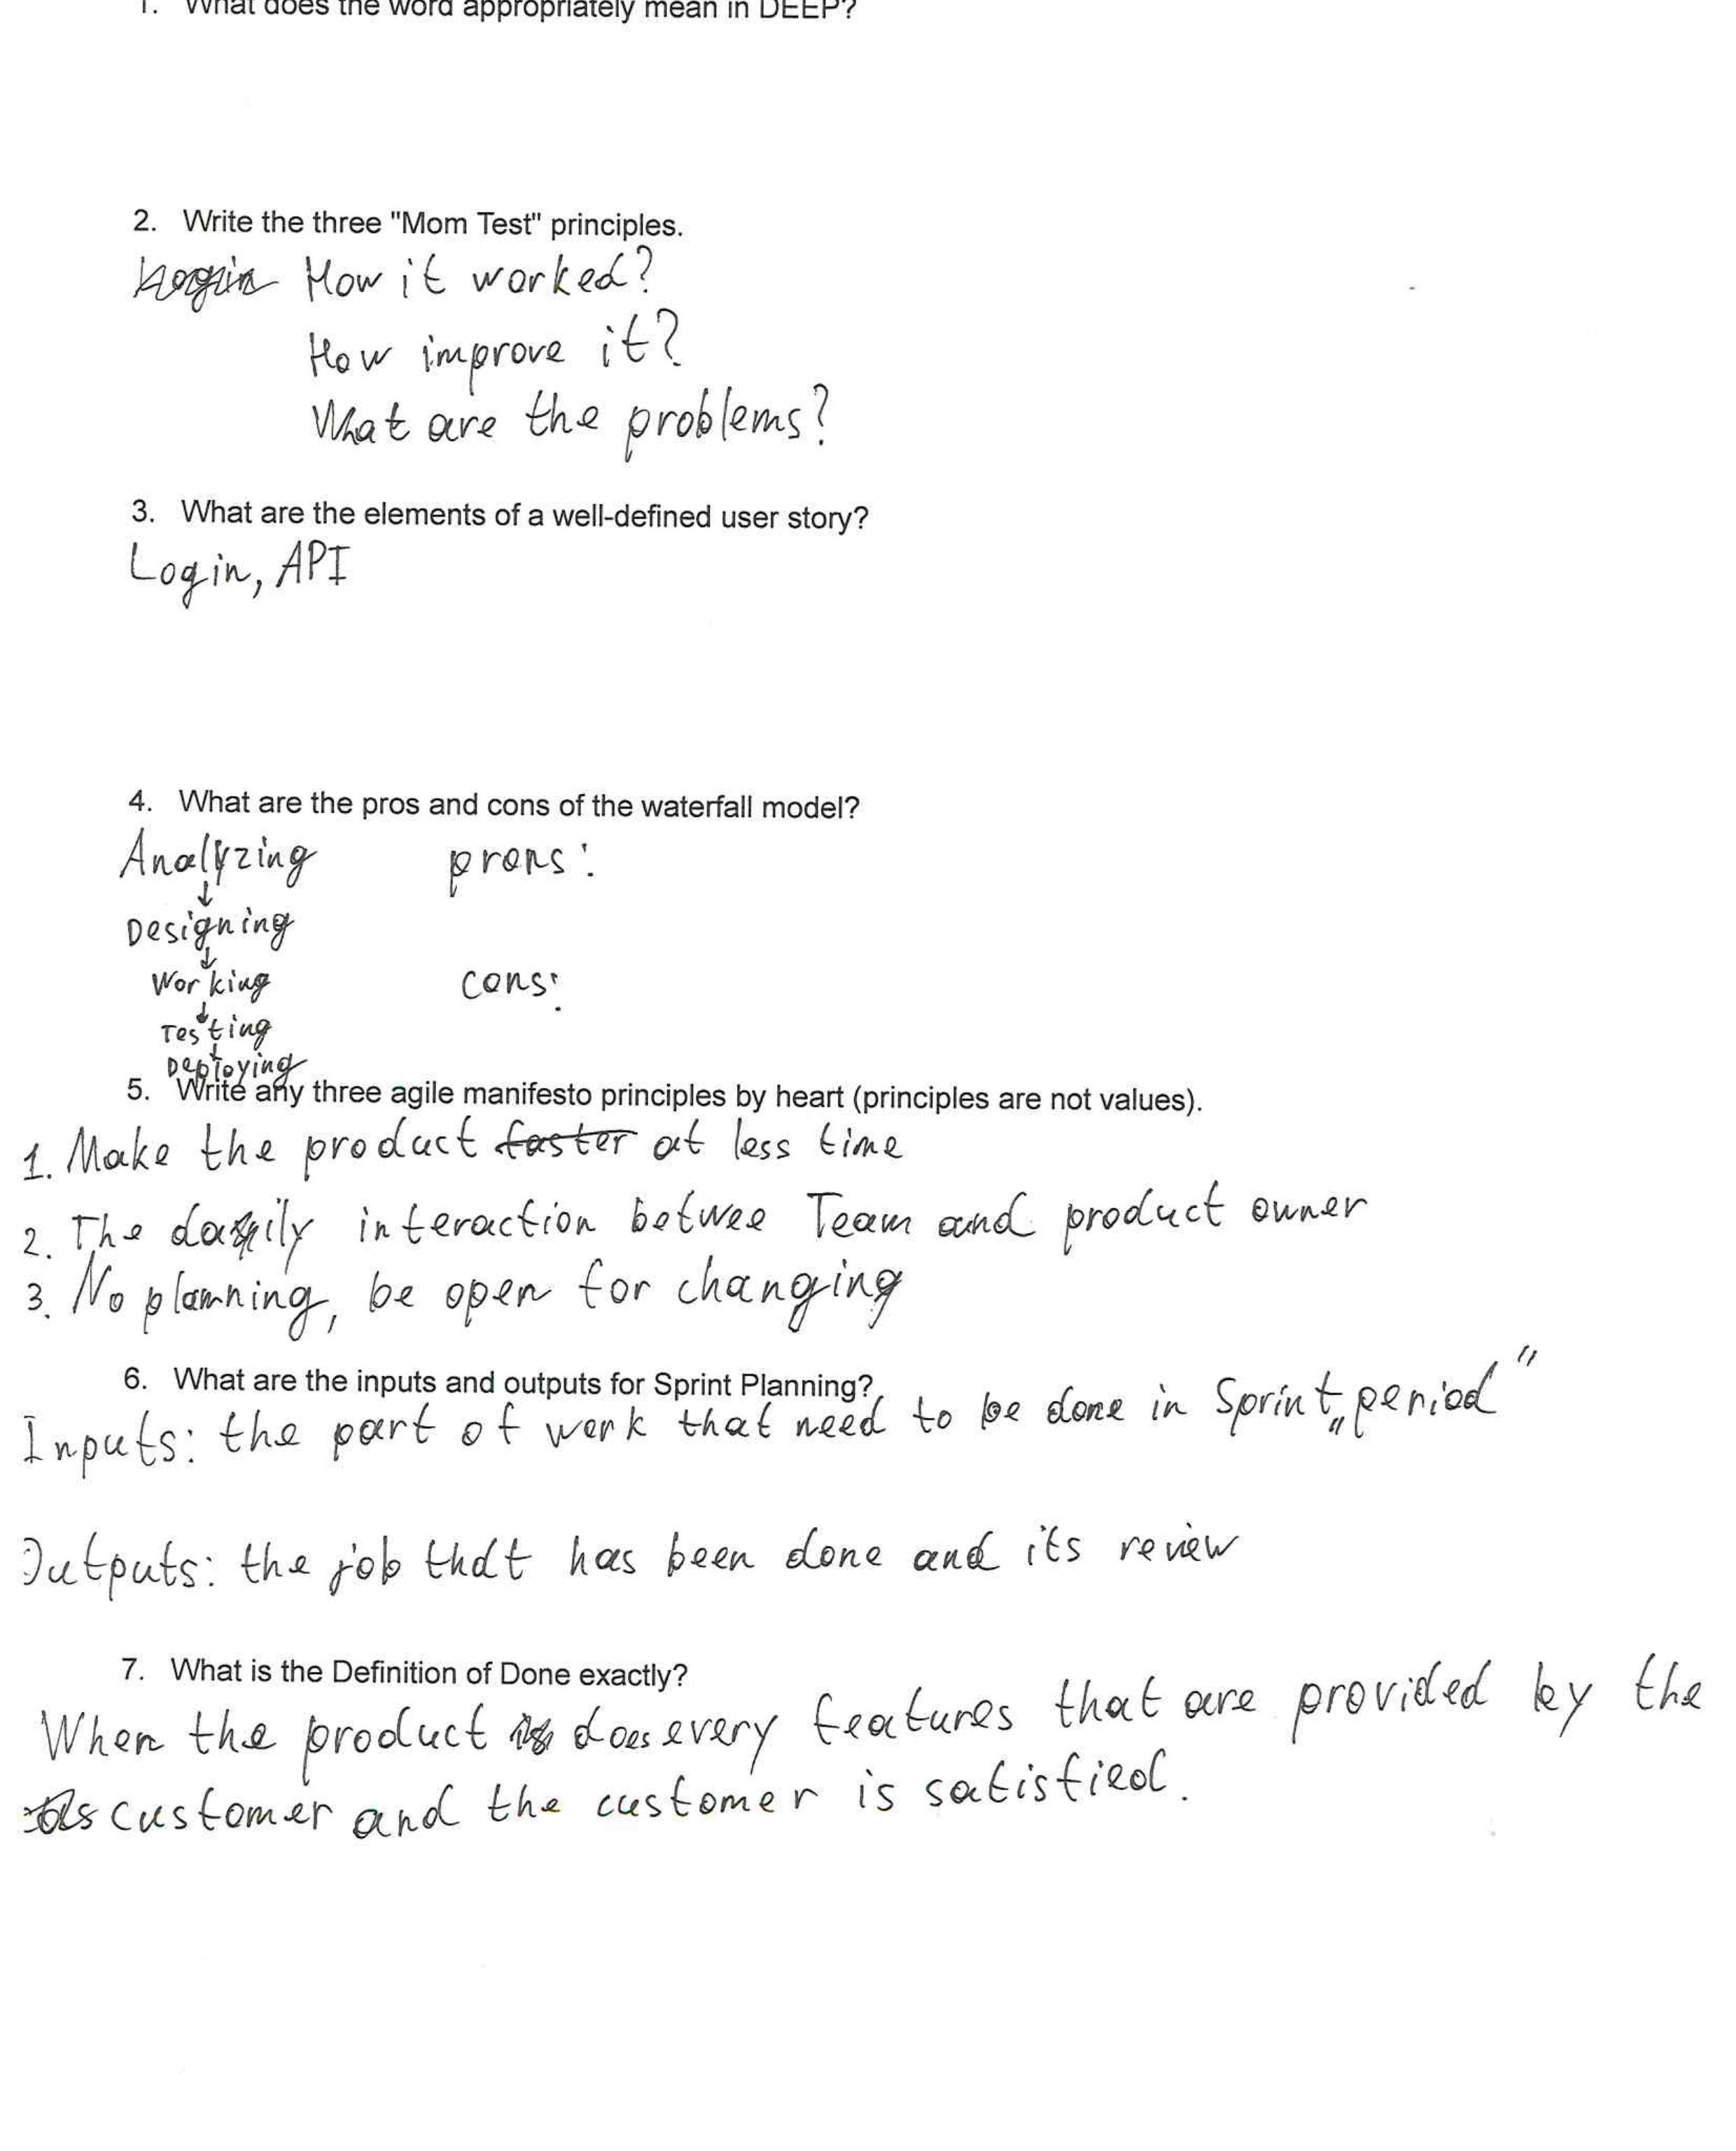 1. What does the word appropriately mean in DEEP?
2. Write the three "Mom Test" principles.
Login How it worked?
How improve it?
What are the problems?
3. What are the elements of a well-defined user story?
Login, API
4. What are the pros and cons of the waterfall model?
Analyzing prons:
↓
Designing
↓
Working cons:
↓
Testing
↓
Deploying
5. Write any three agile manifesto principles by heart (principles are not values).
1. Make the product faster at less time
2. The daily interaction betwee Team and product owner
3. No planning, be open for changing
6. What are the inputs and outputs for Sprint Planning?
Inputs: the part of work that need to be done in Sprint „period"
Outputs: the job that has been done and its review
7. What is the Definition of Done exactly?
When the product does every features that are provided by the
customer and the customer is satisfied.